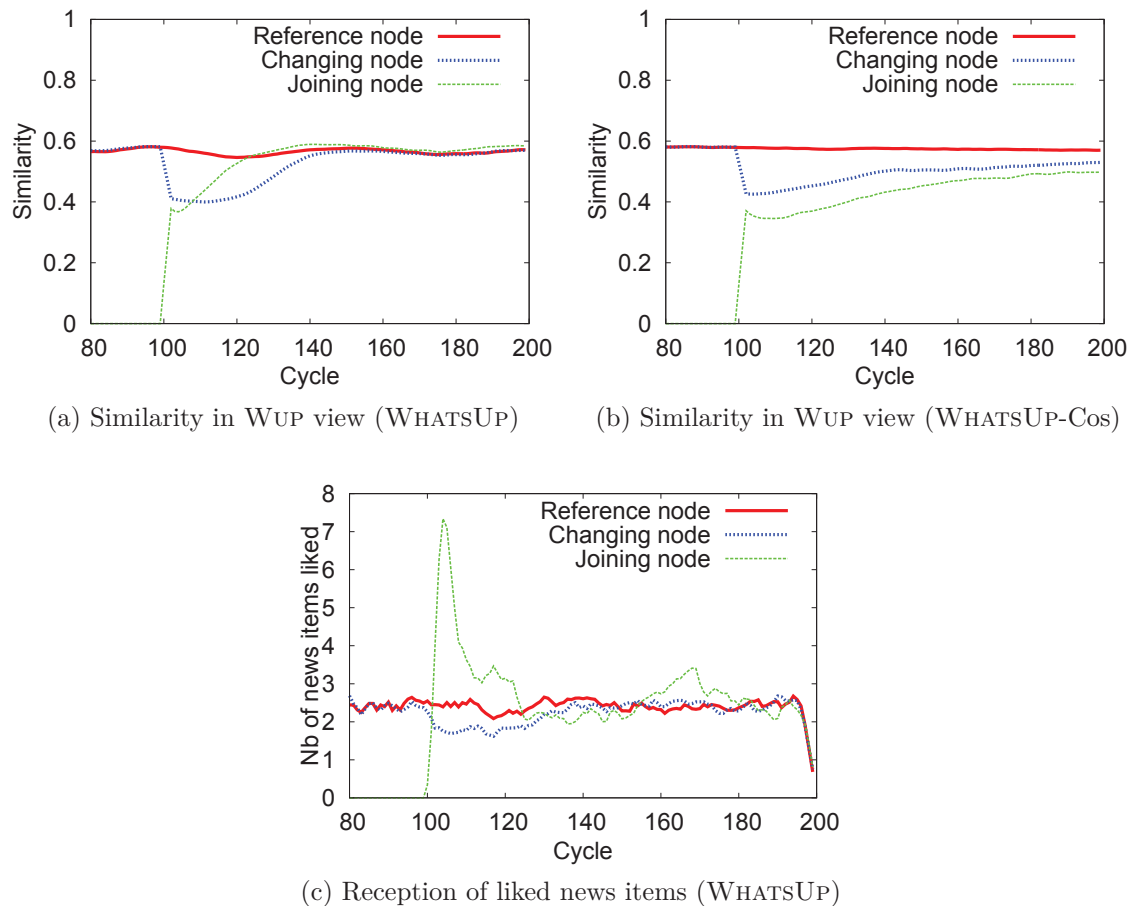 1
0.8
0.6
0.4
0.2
0
Similarity
Reference node
Changing node
Joining node
80 100 120 140 160 180 200
Cycle
(a) Similarity in WUP view (WHATSUP)
1
0.8
0.6
0.4
0.2
0
Similarity
Reference node
Changing node
Joining node
80 100 120 140 160 180 200
Cycle
(b) Similarity in WUP view (WHATSUP-Cos)
8
7
6
5
4
3
2
1
0
Nb of news items liked
Reference node
Changing node
Joining node
80 100 120 140 160 180 200
Cycle
(c) Reception of liked news items (WHATSUP)